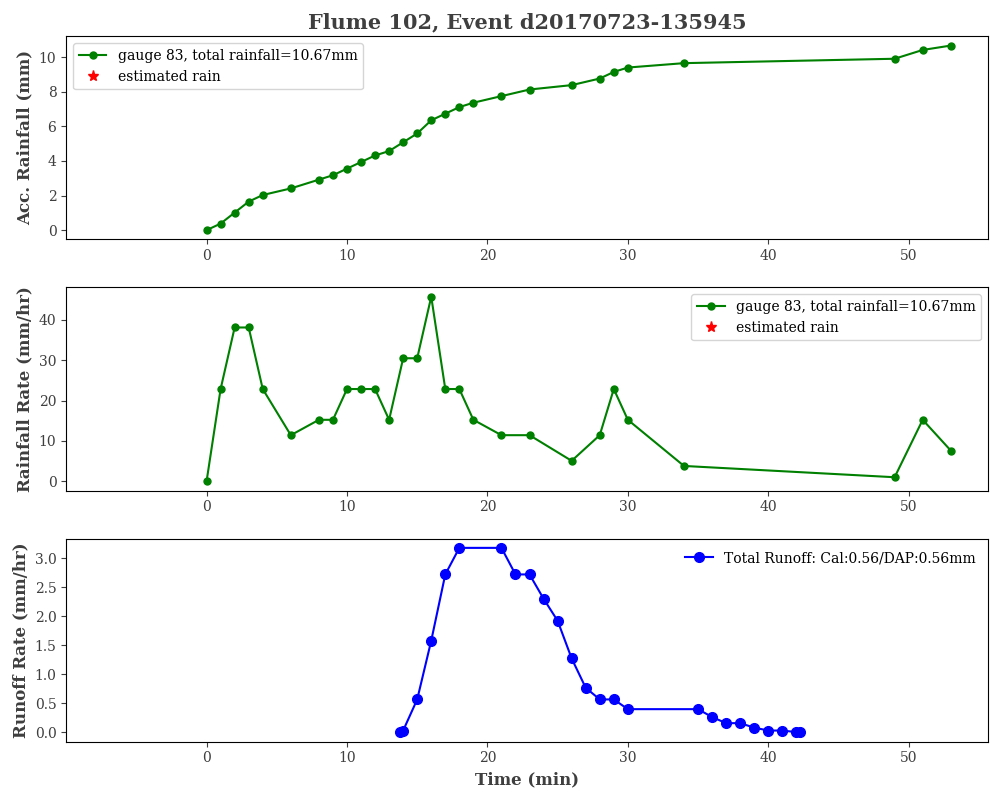 Flume 102, Event d20170723-135945
Acc. Rainfall (mm)
10
8
6
4
2
0
gauge 83, total rainfall=10.67mm
estimated rain
0 10 20 30 40 50
Rainfall Rate (mm/hr)
40
30
20
10
0
gauge 83, total rainfall=10.67mm
estimated rain
0 10 20 30 40 50
Runoff Rate (mm/hr)
3.0
2.5
2.0
1.5
1.0
0.5
0.0
Total Runoff: Cal:0.56/DAP:0.56mm
0 10 20 30 40 50
Time (min)